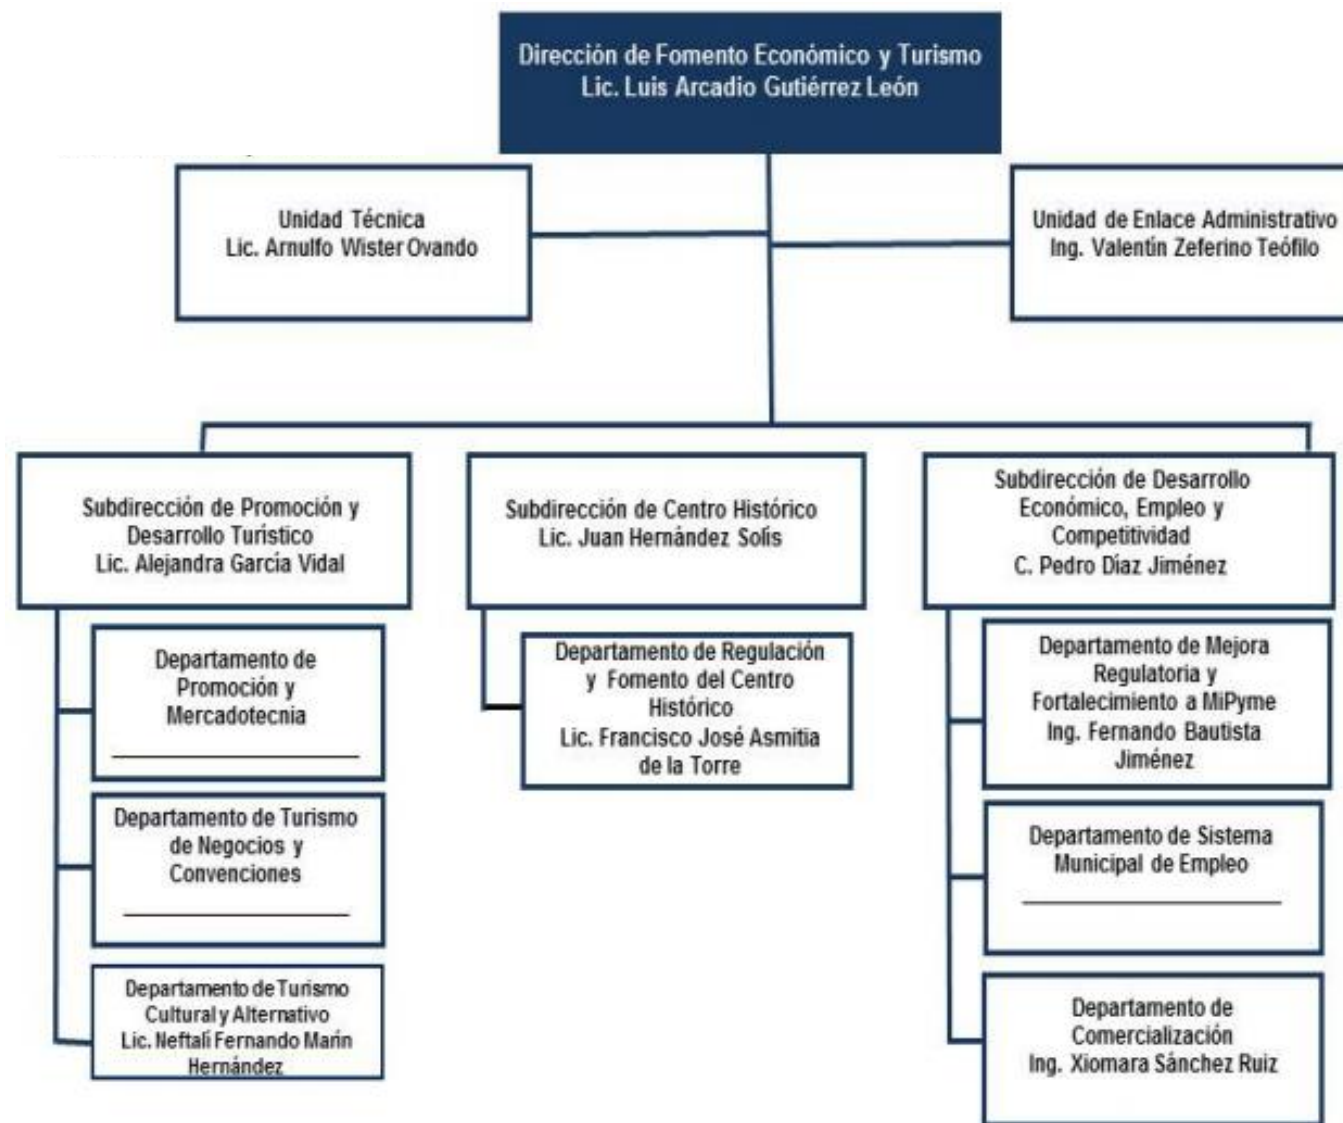 Dirección de Fomento Económico y Turismo
Lic. Luis Arcadio Gutiérrez León
Unidad Técnica
Lic. Arnulfo Wister Ovando
Unidad de Enlace Administrativo
Ing. Valentín Zeferino Teófilo
Subdirección de Promoción y
Desarrollo Turístico
Lic. Alejandra García Vidal
Subdirección de Centro Histórico
Lic. Juan Hernández Solís
Subdirección de Desarrollo
Económico, Empleo y
Competitividad
C. Pedro Díaz Jiménez
Departamento de
Promoción y
Mercadotecnia
Departamento de Turismo
de Negocios y
Convenciones
Departamento de Turismo
Cultural y Alternativo
Lic. Neftalí Fernando Marín
Hernández
Departamento de Regulación
y Fomento del Centro
Histórico
Lic. Francisco José Asmitia
de la Torre
Departamento de Mejora
Regulatoria y
Fortalecimiento a MiPyme
Ing. Fernando Bautista
Jiménez
Departamento de Sistema
Municipal de Empleo
Departamento de
Comercialización
Ing. Xiomara Sánchez Ruiz